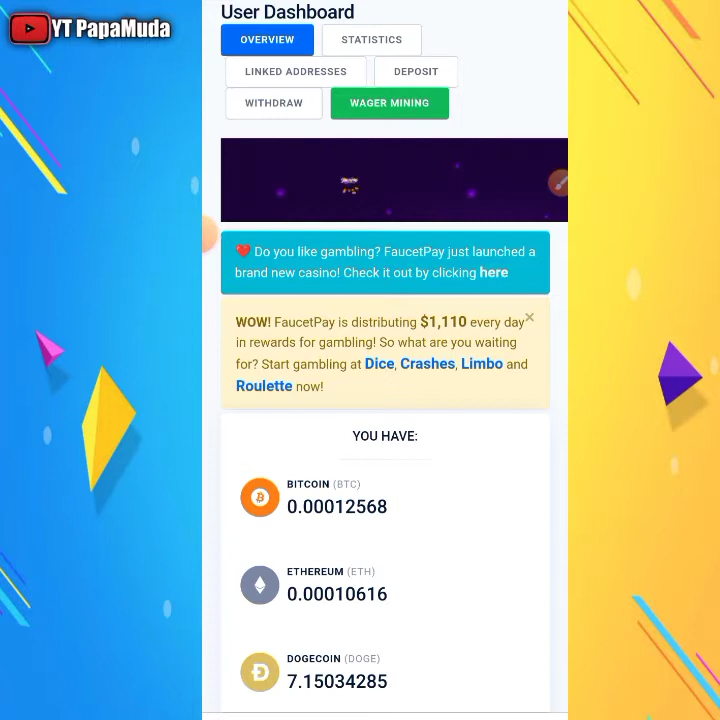 YT PapaMuda
User Dashboard
OVERVIEW
STATISTICS
LINKED ADDRESSES
DEPOSIT
WITHDRAW
WAGER MINING
❤️ Do you like gambling? FaucetPay just launched a
brand new casino! Check it out by clicking here
WOW! FaucetPay is distributing $1,110 every day
in rewards for gambling! So what are you waiting
for? Start gambling at Dice, Crashes, Limbo and
Roulette now!
YOU HAVE:
BITCOIN (BTC)
0.00012568
ETHEREUM (ETH)
0.00010616
DOGECOIN (DOGE)
7.15034285